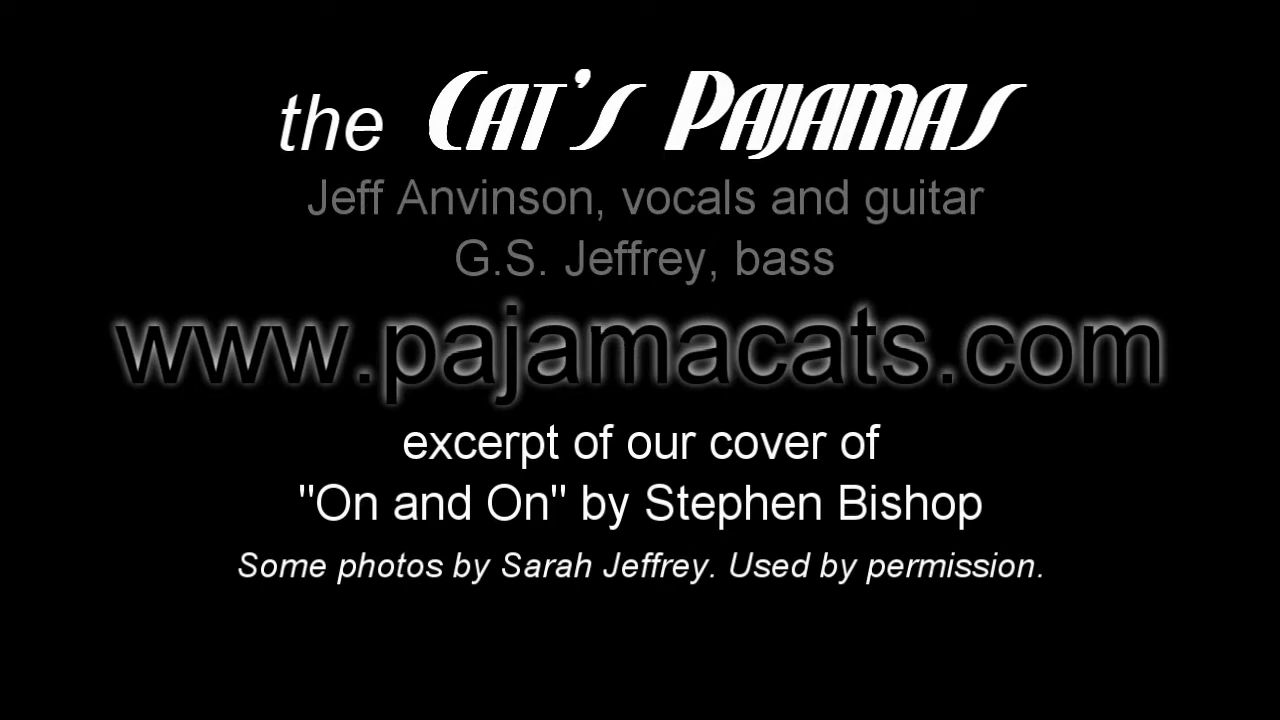 the Cat's Pajamas
Jeff Anvinson, vocals and guitar
G.S. Jeffrey, bass
www.pajamacats.com
excerpt of our cover of
"On and On" by Stephen Bishop
Some photos by Sarah Jeffrey. Used by permission.